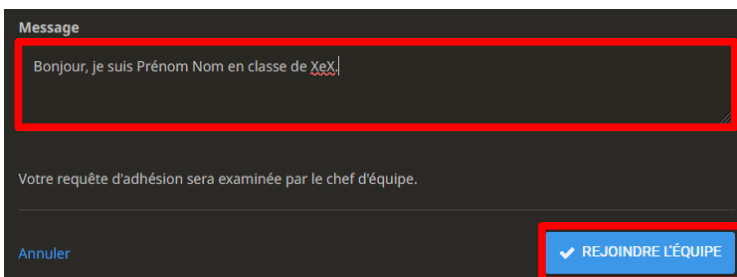 Message
Bonjour, je suis Prénom Nom en classe de XeX.
Votre requête d'adhésion sera examinée par le chef d'équipe.
Annuler
REJOINDRE L'ÉQUIPE